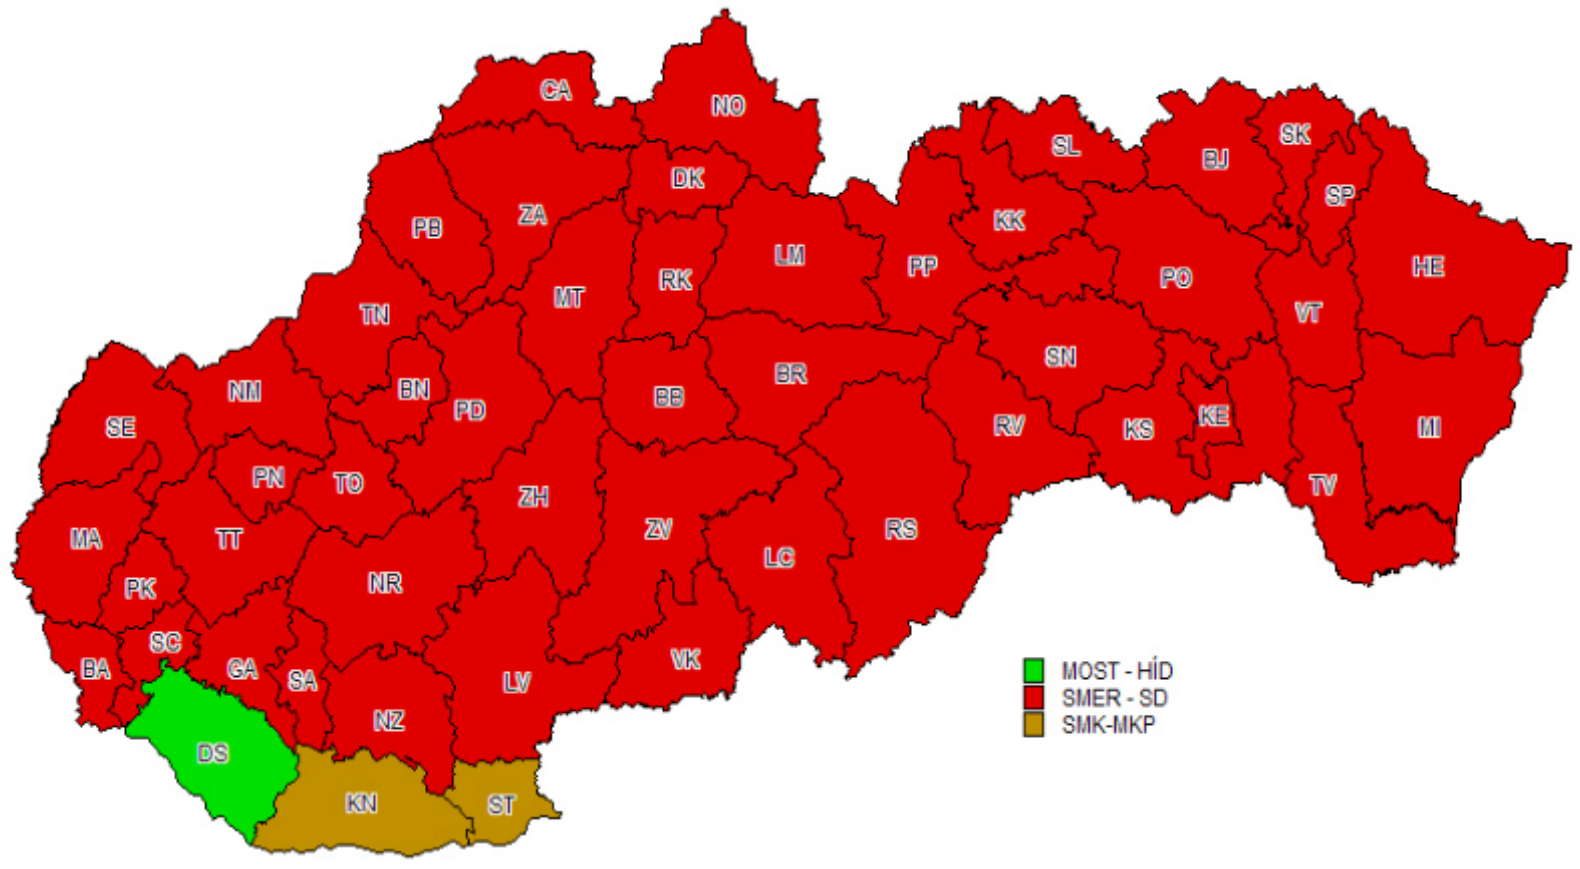 CA
NO
SL
BJ
SK
SP
HE
DK
ZA
PB
KK
LM
PP
PO
RK
MT
VT
TN
SN
BN
BR
BB
PD
NM
SE
RV
KS
KE
MI
PN
TO
ZH
TV
MA
TT
ZV
RS
LC
PK
NR
SC
BA
GA
SA
LV
VK
NZ
DS
KN
ST
MOST - HÍD
SMER - SD
SMK-MKP